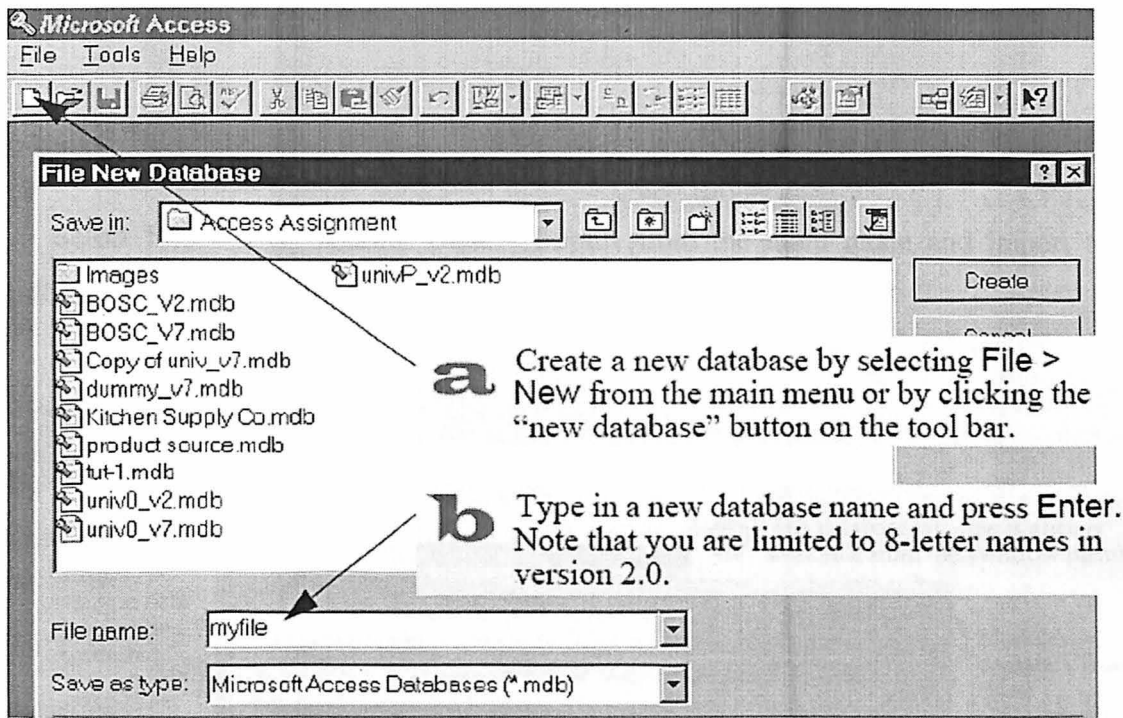 Microsoft Access
File Tools Help
File New Database
Save in: Access Assignment
Images
BOSC_V2.mdb
BOSC_V7.mdb
Copy of univ_v7.mdb
dummy_v7.mdb
Kitchen Supply Co.mdb
product source.mdb
tut-1.mdb
univ0_v2.mdb
univ0_v7.mdb
univP_v2.mdb
Create
Cancel
a Create a new database by selecting File >
New from the main menu or by clicking the
“new database” button on the tool bar.
b Type in a new database name and press Enter.
Note that you are limited to 8-letter names in
version 2.0.
File name: myfile
Save as type: Microsoft Access Databases (*.mdb)